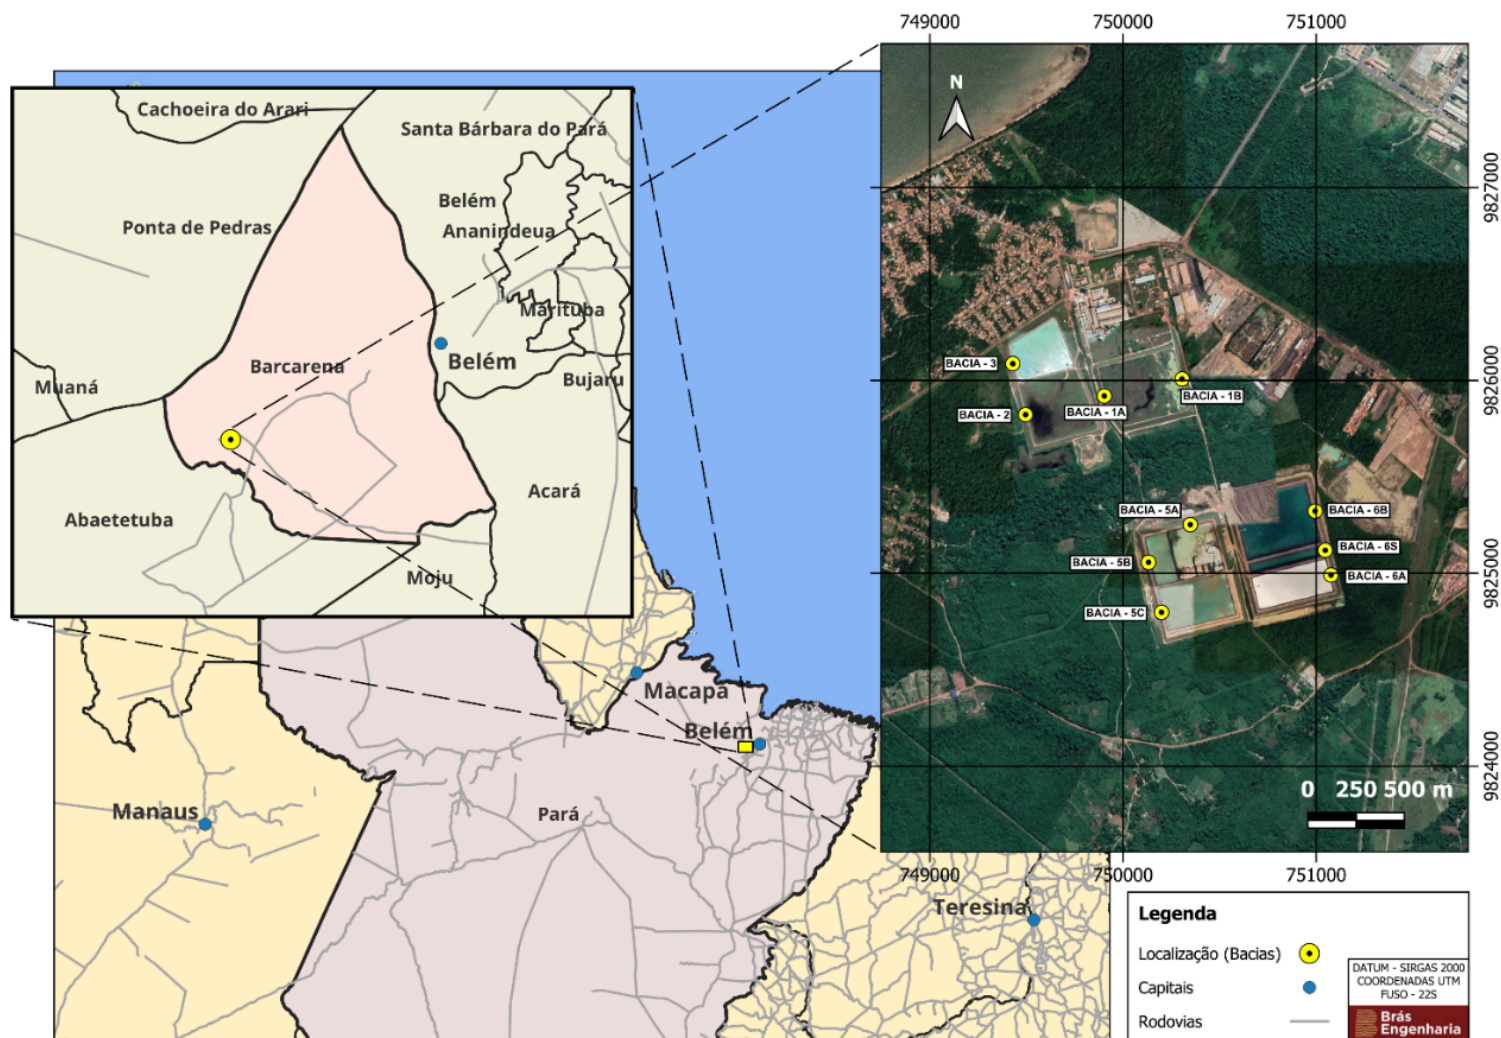 749000
750000
751000
Cachoeira do Arari
Santa Bárbara do Pará
Belém
Ananindeua
Ponta de Pedras
Marituba
Barcarena
Belém
Bujaru
Muaná
Acará
Abaetetuba
Moju
N
9827000
9826000
9825000
9824000
BACIA - 3
BACIA - 2
BACIA - 1A
BACIA - 1B
BACIA - 5A
BACIA - 6B
BACIA - 6S
BACIA - 5B
BACIA - 6A
BACIA - 5C
0 250 500 m
749000
750000
751000
Macapá
Belém
Manaus
Pará
Teresina
Legenda
Localização (Bacias)
Capitais
Rodovias
DATUM - SIRGAS 2000
COORDENADAS UTM
FUSO - 22S
Brás
Engenharia